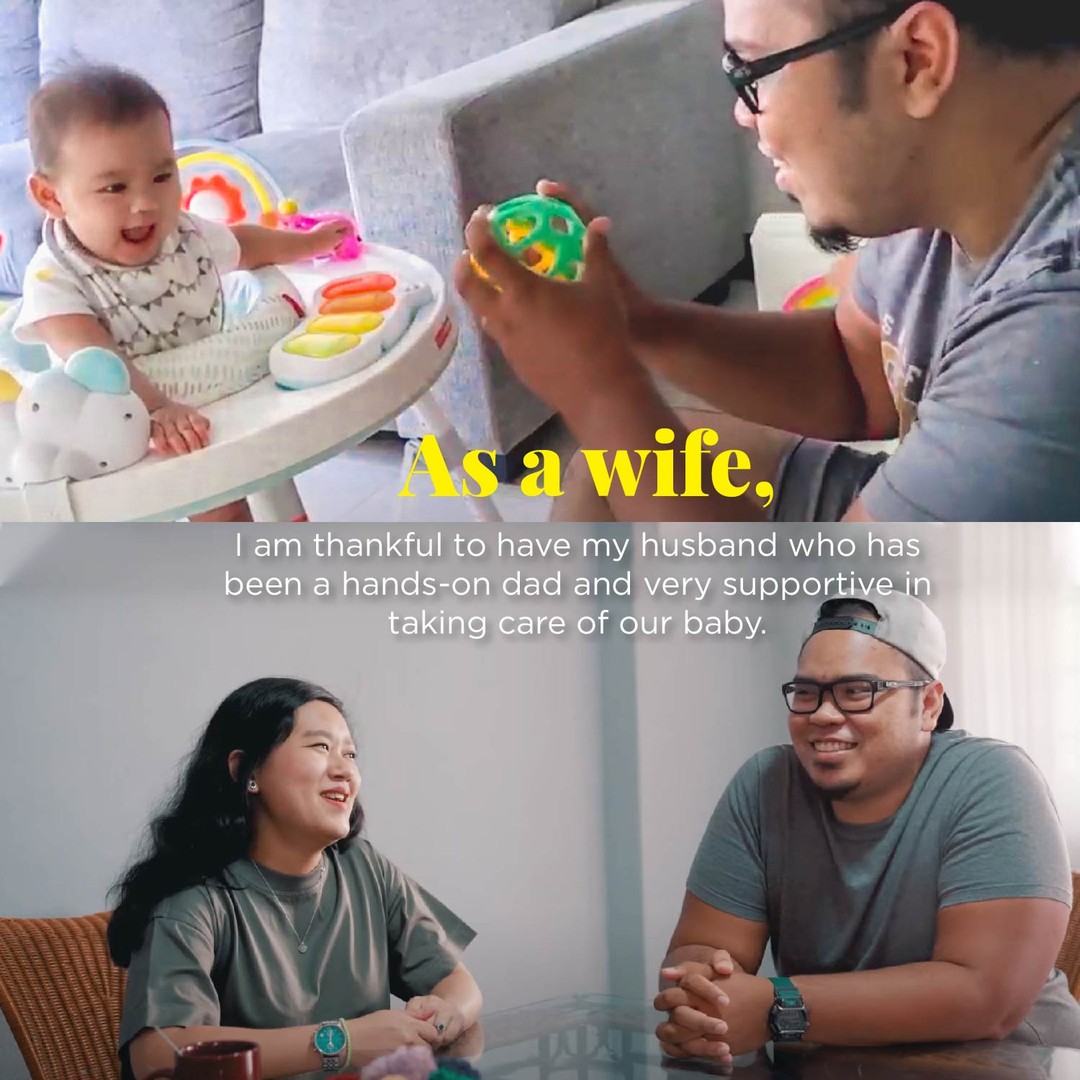 As a wife,
I am thankful to have my husband who has
been a hands-on dad and very supportive in
taking care of our baby.